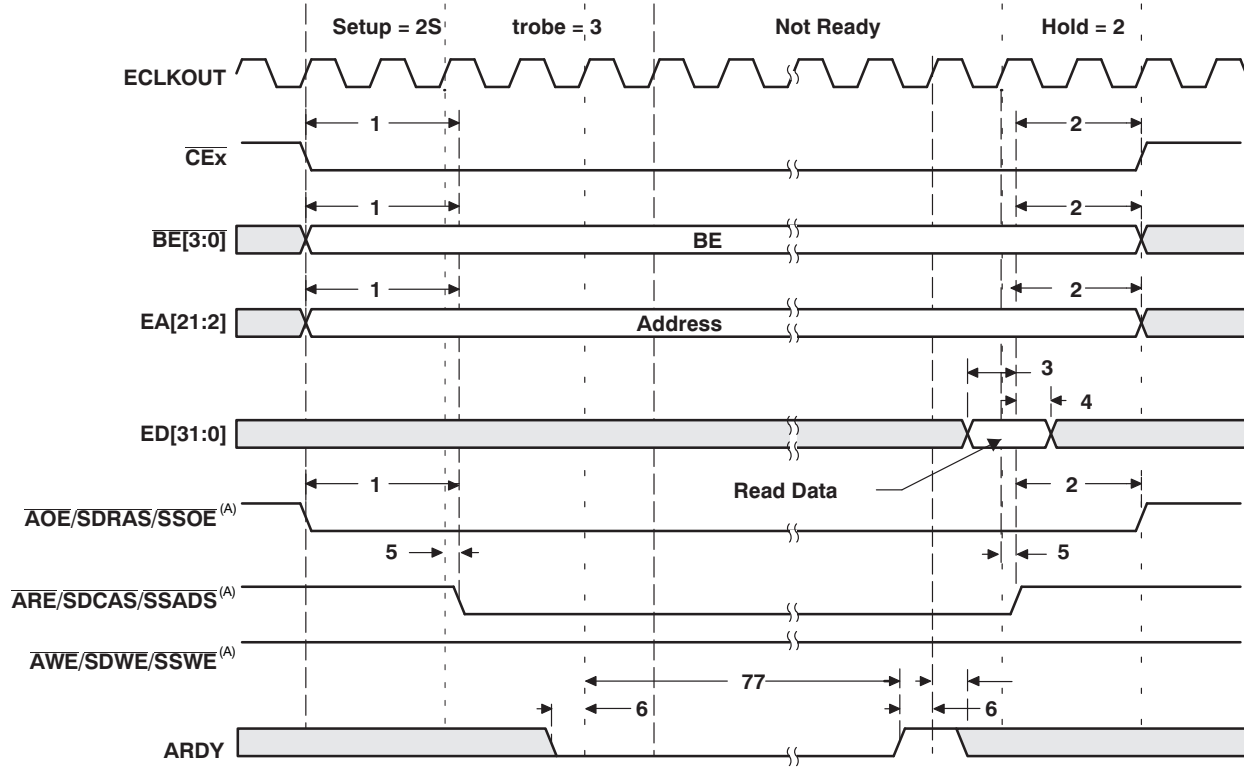 Setup = 2S trobe = 3 Not Ready Hold = 2
ECLKOUT
1 2
CEx
1 2
BE[3:0] BE
1 2
EA[21:2] Address
3
4
ED[31:0]
1 Read Data 2
AOE/SDRAS/SSOE(A)
5 5
ARE/SDCAS/SSADS(A)
AWE/SDWE/SSWE(A)
77
6 6
ARDY